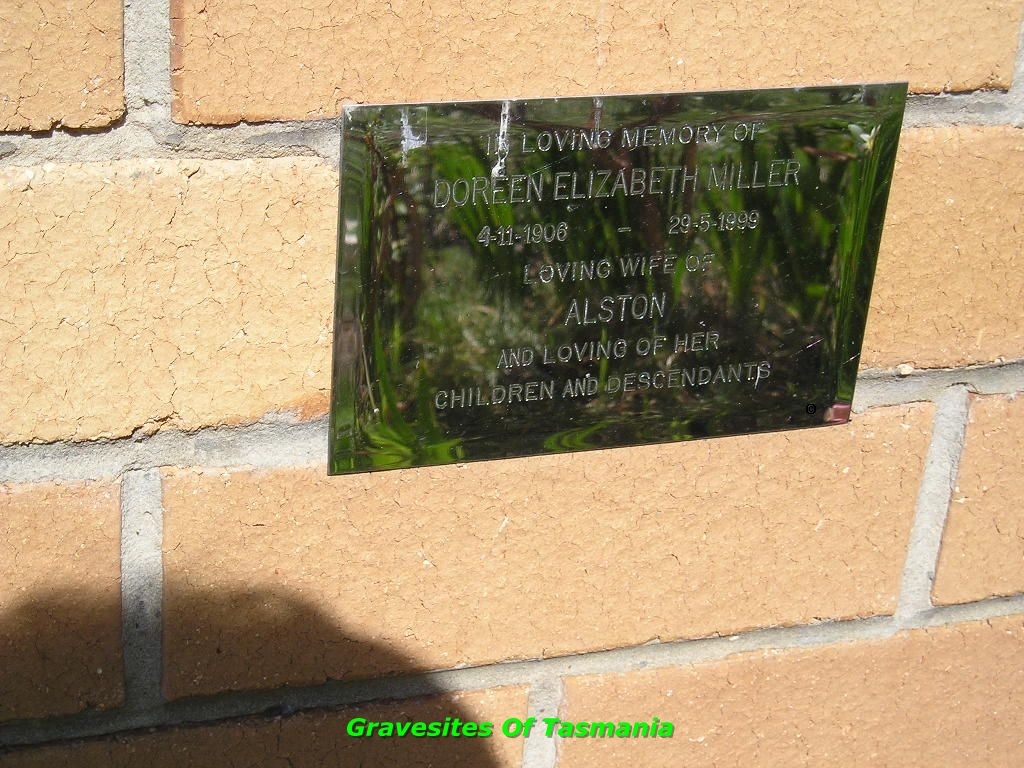 IN LOVING MEMORY OF
DOREEN ELIZABETH MILLER
4-11-1906 – 29-5-1999
LOVING WIFE OF
ALSTON
AND LOVING OF HER
CHILDREN AND DESCENDANTS
©
Gravesites Of Tasmania